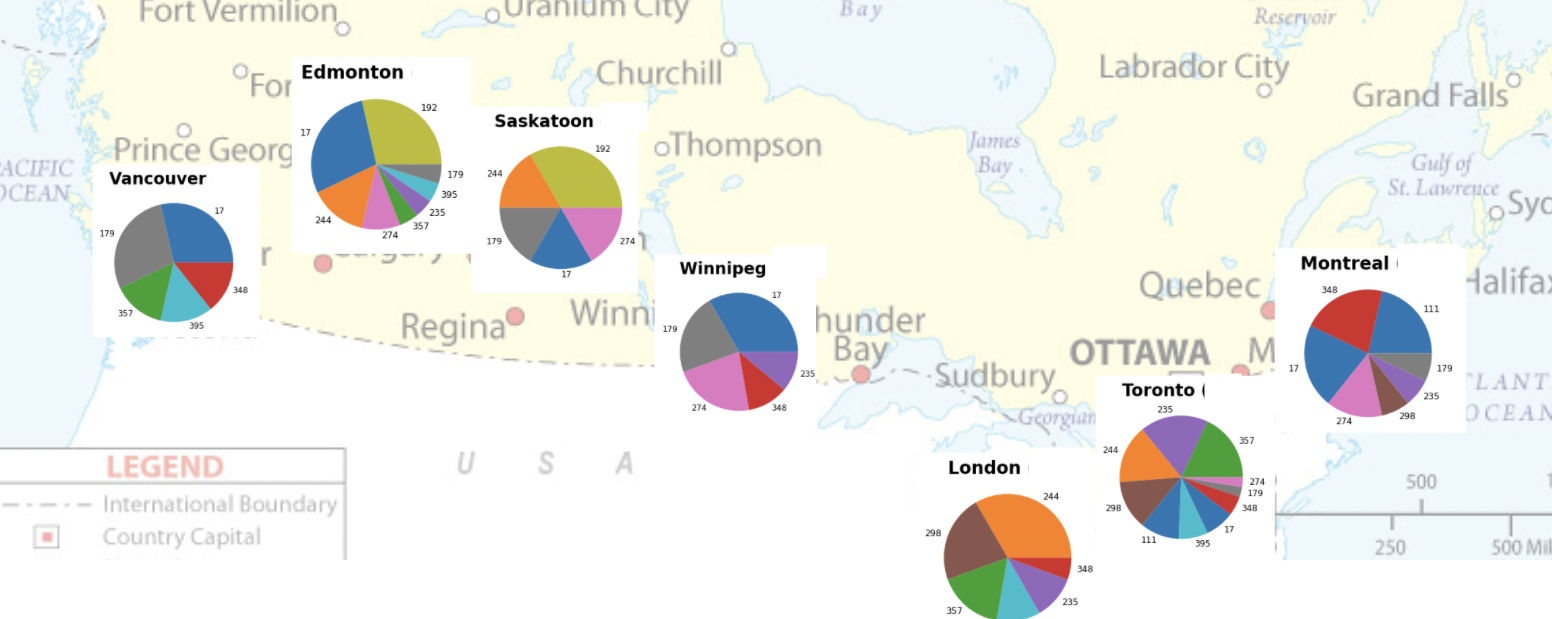 Fort Vermilion
Uranium City
Bay
Reservoir
Edmonton
For
Churchill
Labrador City
Grand Falls
192
17
244
274
357
235
395
179
Saskatoon
192
244
179
17
274
Thompson
James
Bay
Gulf of
St. Lawrence
Prince Georg
PACIFIC
OCEAN
Vancouver
17
179
357
395
348
Calgary
Regina
Winni
Winnipeg
17
179
274
348
235
hunder
Bay
Sudbury
Georgian
OTTAWA
M
Quebec
Syd
Halifax
Montreal (
348
111
17
179
235
298
274
ATLANTI
OCEAN
Toronto (
235
357
244
298
111
395
17
348
179
274
London
244
298
357
235
348
U S A
LEGEND
International Boundary
Country Capital
500
250
500 Mil